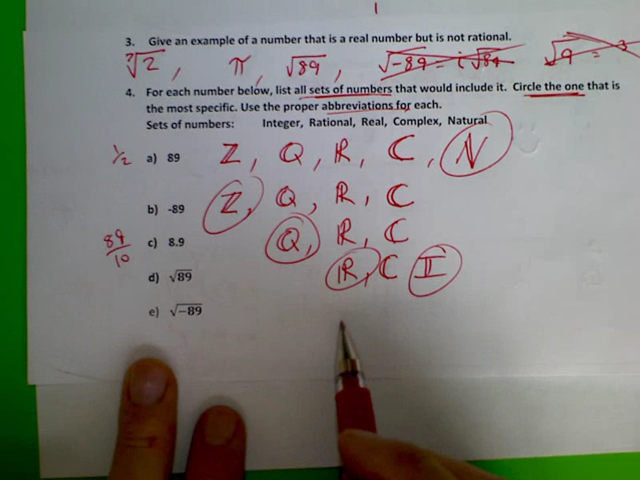 3. Give an example of a number that is a real number but is not rational.
∛2, π, √89, √-89 = i√89 √9 = 3
4. For each number below, list all sets of numbers that would include it. Circle the one that is
the most specific. Use the proper abbreviations for each.
Sets of numbers: Integer, Rational, Real, Complex, Natural
1/2 a) 89 ℤ, ℚ, ℝ, ℂ, ℕ
b) -89 ℤ, ℚ, ℝ, ℂ
89/10 c) 8.9 ℚ, ℝ, ℂ
d) √89 ℝ, ℂ 𝕀
e) √-89